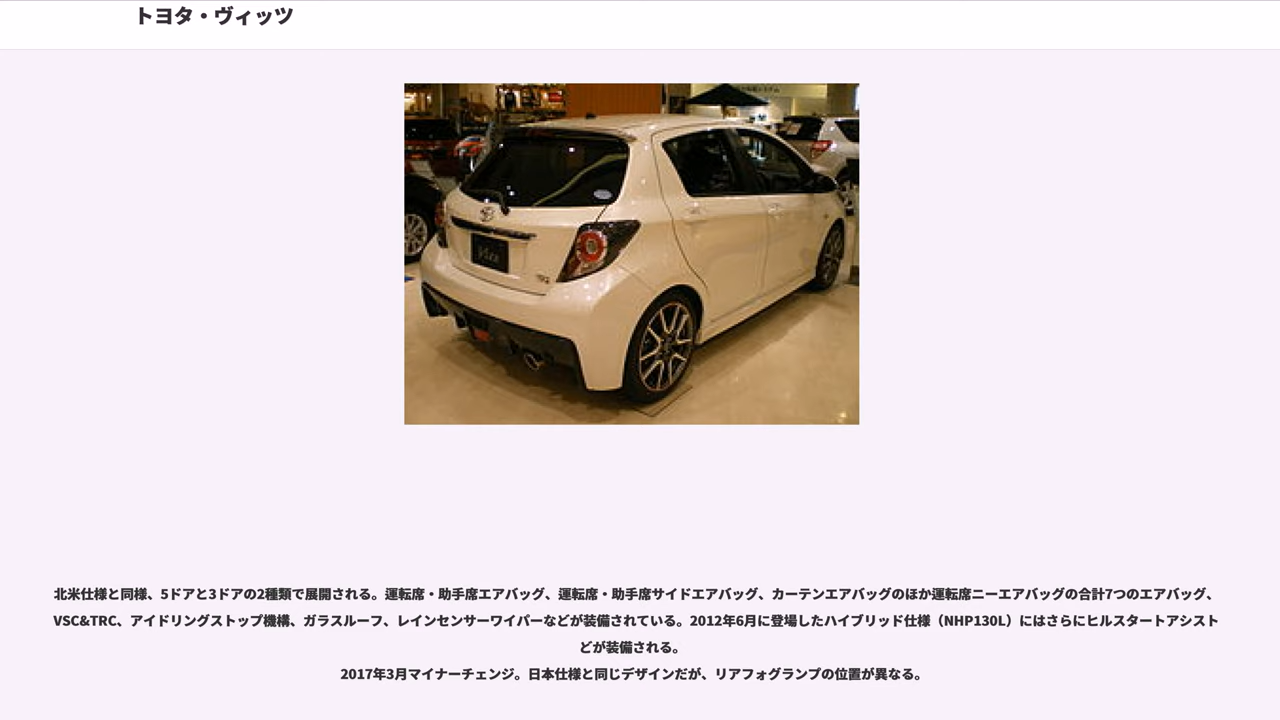 トヨタ・ヴィッツ
北米仕様と同様、5ドアと3ドアの2種類で展開される。運転席・助手席エアバッグ、運転席・助手席サイドエアバッグ、カーテンエアバッグのほか運転席ニーエアバッグの合計7つのエアバッグ、
VSC&TRC、アイドリングストップ機構、ガラスルーフ、レインセンサーワイパーなどが装備されている。2012年6月に登場したハイブリッド仕様（NHP130L）にはさらにヒルスタートアシスト
どが装備される。
2017年3月マイナーチェンジ。日本仕様と同じデザインだが、リアフォグランプの位置が異なる。